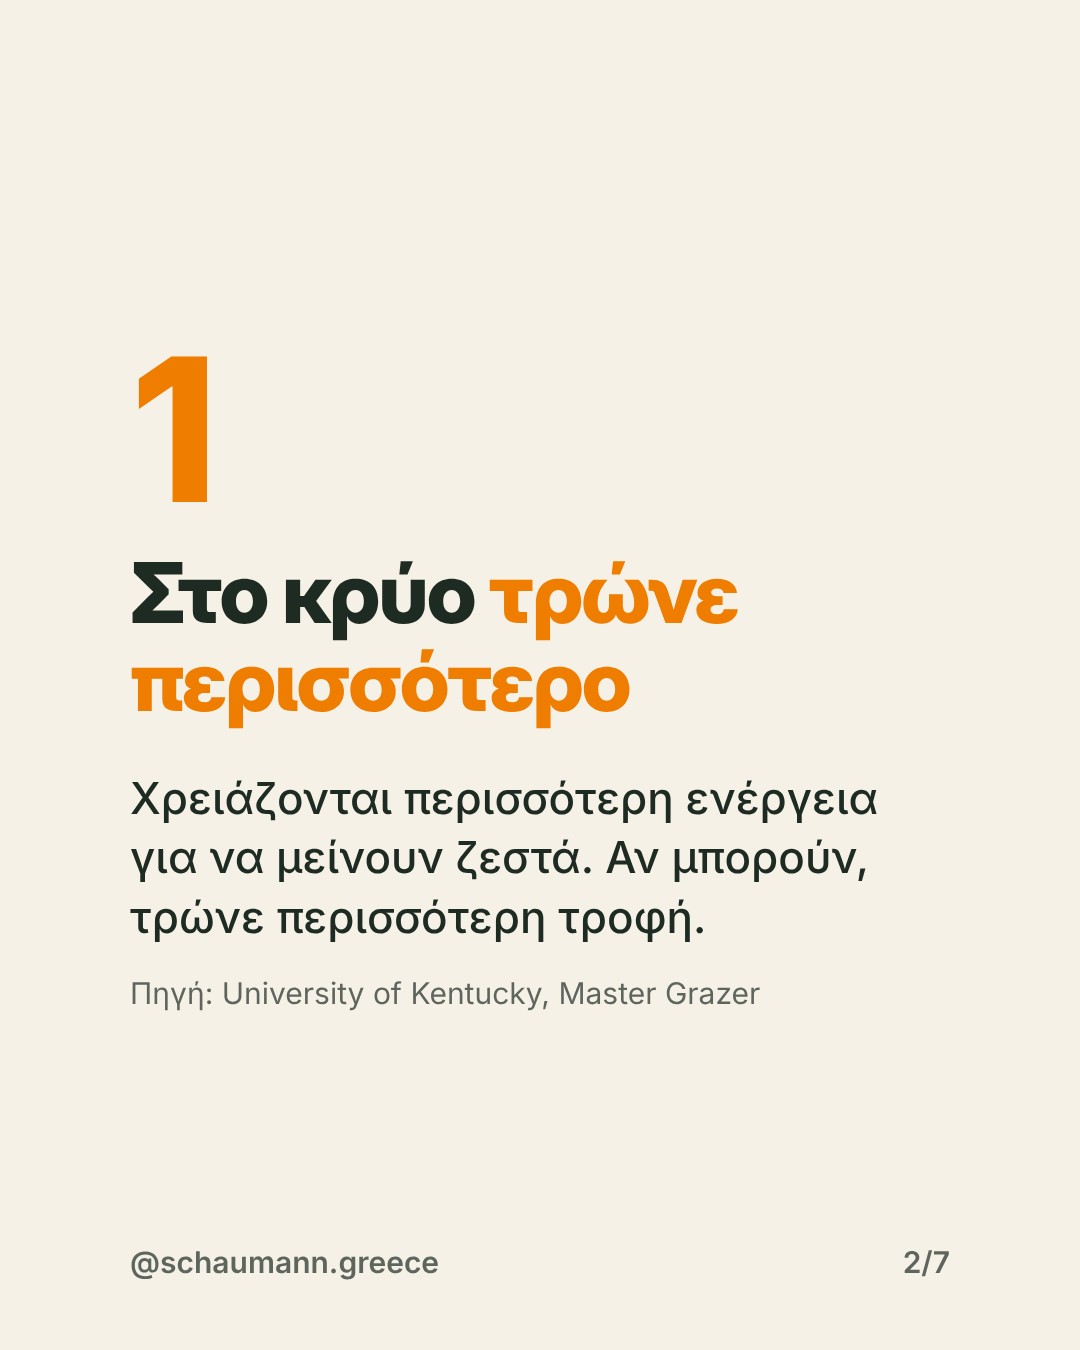 1
Στο κρύο τρώνε
περισσότερο
Χρειάζονται περισσότερη ενέργεια
για να μείνουν ζεστά. Αν μπορούν,
τρώνε περισσότερη τροφή.
Πηγή: University of Kentucky, Master Grazer
@schaumann.greece
2/7